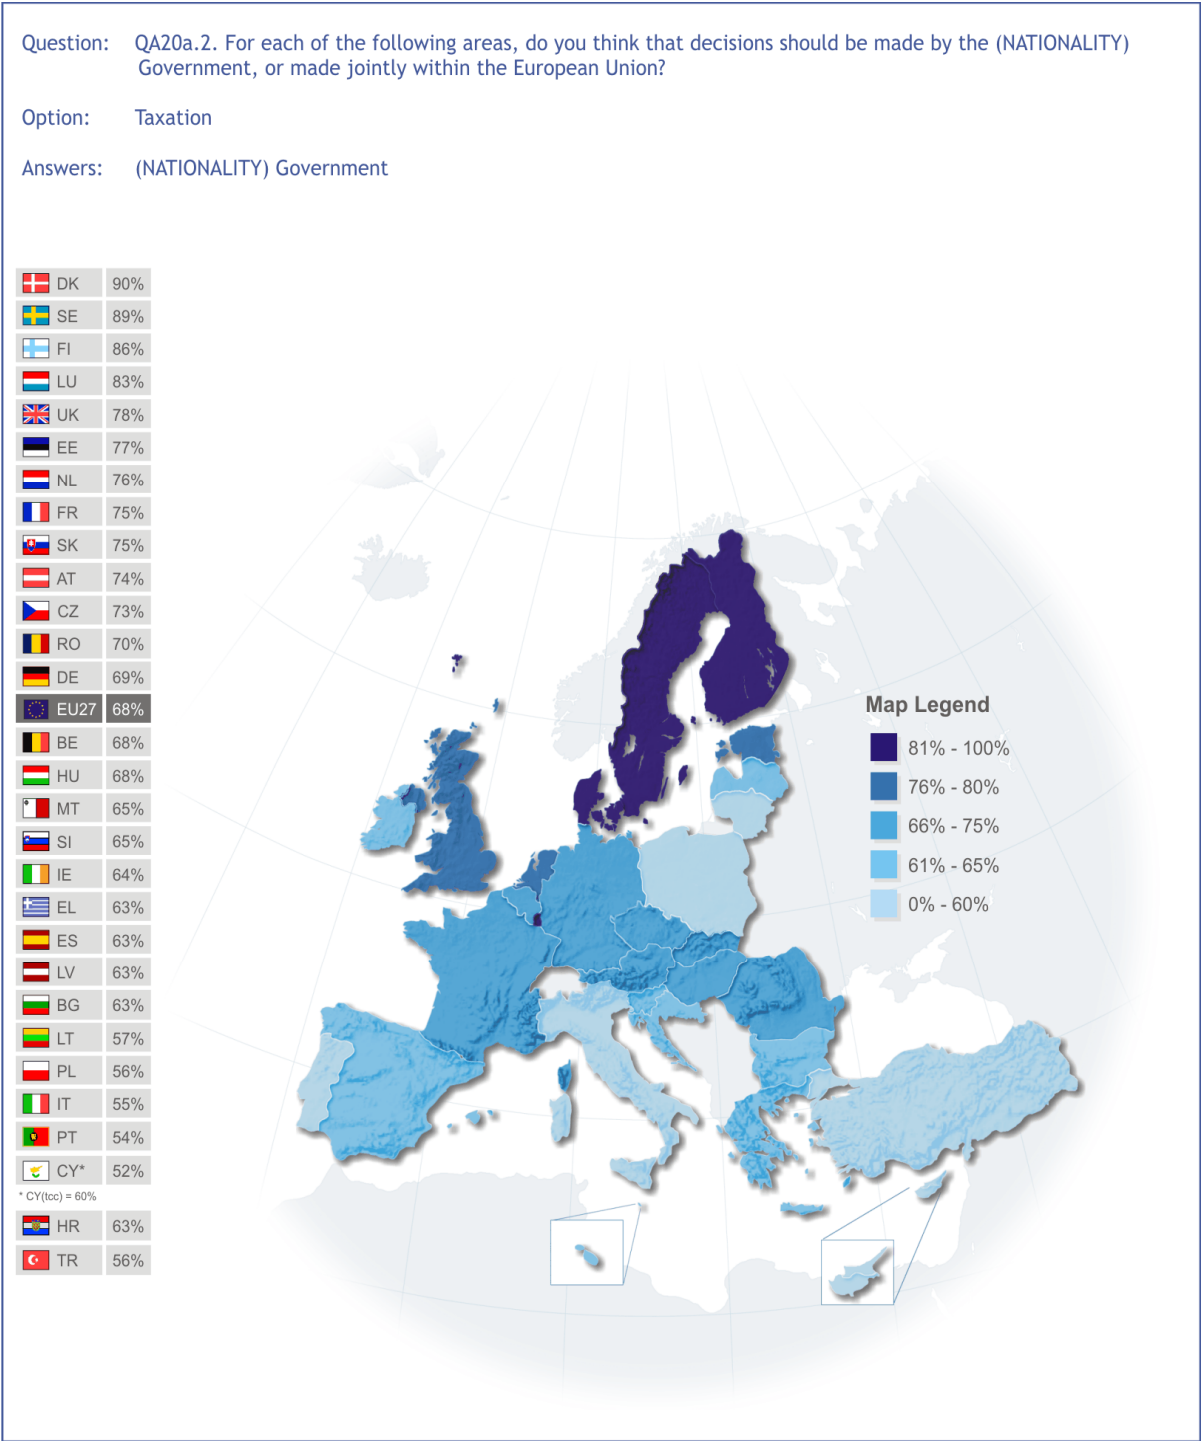 Question: QA20a.2. For each of the following areas, do you think that decisions should be made by the (NATIONALITY)
Government, or made jointly within the European Union?
Option: Taxation
Answers: (NATIONALITY) Government
DK 90%
SE 89%
FI 86%
LU 83%
UK 78%
EE 77%
NL 76%
FR 75%
SK 75%
AT 74%
CZ 73%
RO 70%
DE 69%
EU27 68%
BE 68%
HU 68%
MT 65%
SI 65%
IE 64%
EL 63%
ES 63%
LV 63%
BG 63%
LT 57%
PL 56%
IT 55%
PT 54%
CY* 52%
* CY(tcc) = 60%
HR 63%
TR 56%
Map Legend
81% - 100%
76% - 80%
66% - 75%
61% - 65%
0% - 60%